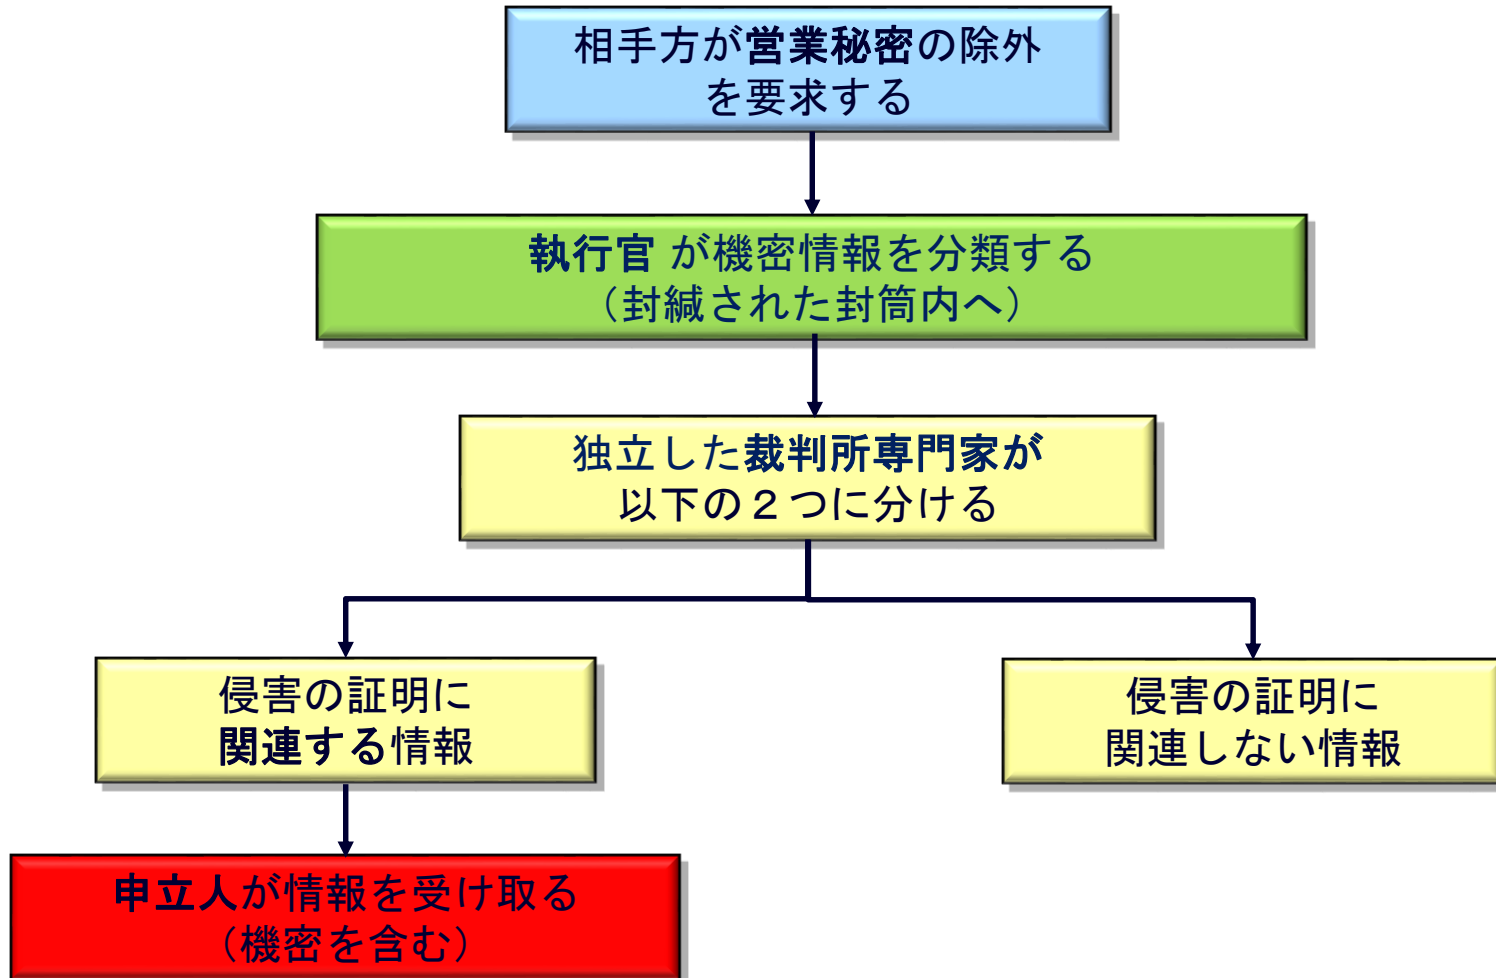 相手方が営業秘密の除外
を要求する
執行官 が機密情報を分類する
（封緘された封筒内へ）
独立した裁判所専門家が
以下の２つに分ける
侵害の証明に
関連する情報
侵害の証明に
関連しない情報
申立人が情報を受け取る
（機密を含む）